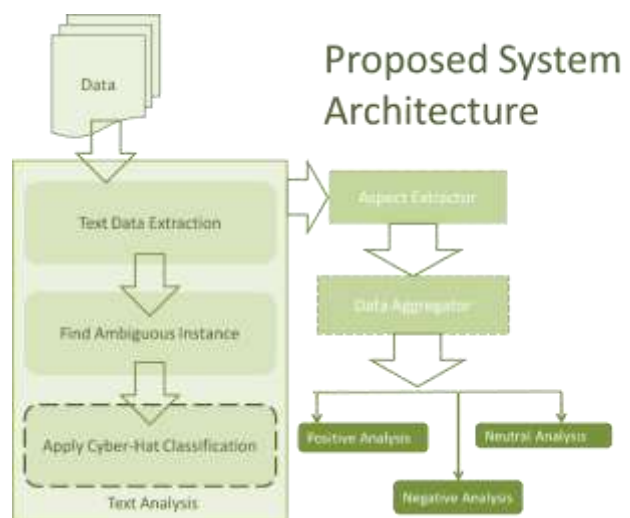 Proposed System
Architecture
Data
Text Data Extraction
Find Ambiguous Instance
Apply Cyber-Hat Classification
Text Analysis
Aspect Extractor
Data Aggregator
Positive Analysis
Neutral Analysis
Negative Analysis